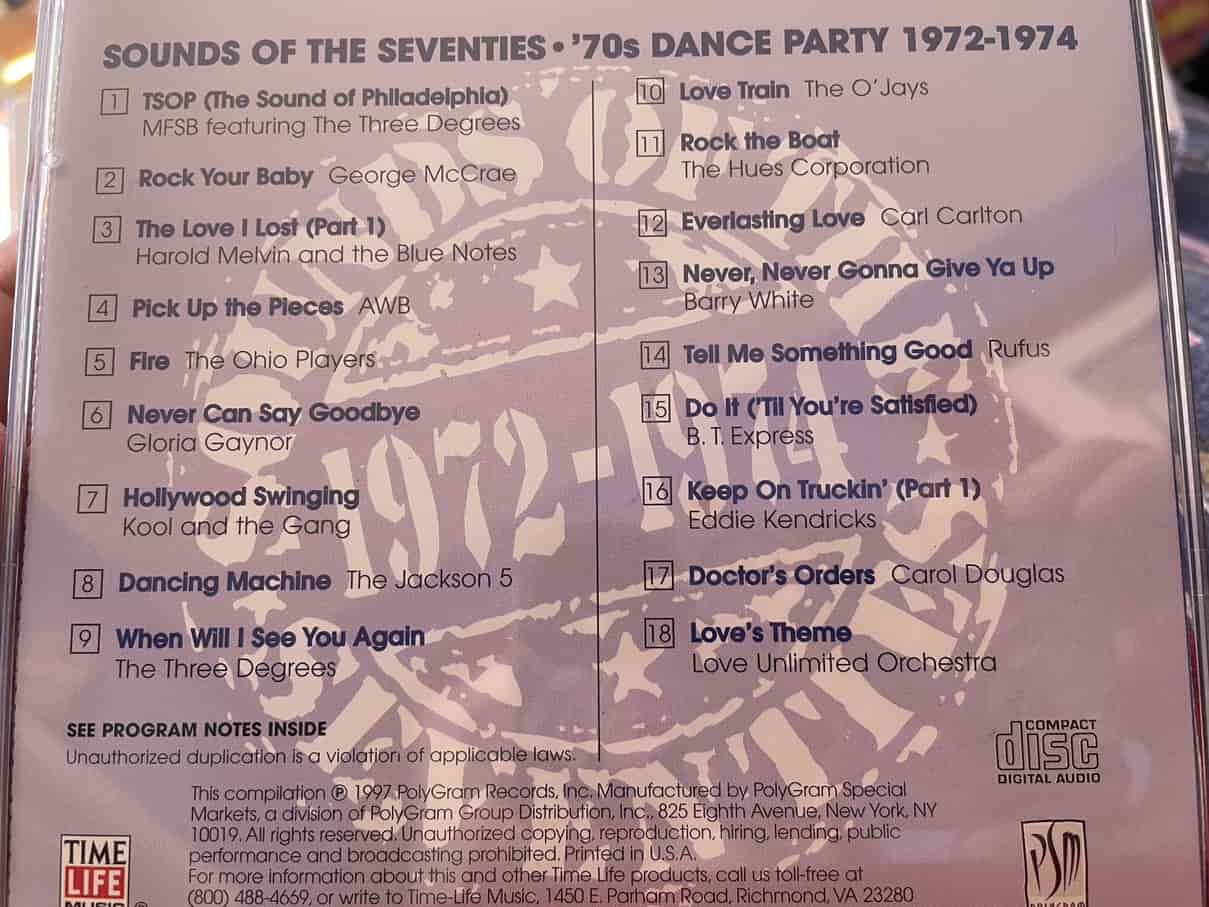 SOUNDS OF THE SEVENTIES • '70s DANCE PARTY 1972-1974
1 TSOP (The Sound of Philadelphia)
MFSB featuring The Three Degrees
2 Rock Your Baby George McCrae
3 The Love I Lost (Part 1)
Harold Melvin and the Blue Notes
4 Pick Up the Pieces AWB
5 Fire The Ohio Players
6 Never Can Say Goodbye
Gloria Gaynor
7 Hollywood Swinging
Kool and the Gang
8 Dancing Machine The Jackson 5
9 When Will I See You Again
The Three Degrees
10 Love Train The O'Jays
11 Rock the Boat
The Hues Corporation
12 Everlasting Love Carl Carlton
13 Never, Never Gonna Give Ya Up
Barry White
14 Tell Me Something Good Rufus
15 Do It ('Til You're Satisfied)
B. T. Express
16 Keep On Truckin' (Part 1)
Eddie Kendricks
17 Doctor's Orders Carol Douglas
18 Love's Theme
Love Unlimited Orchestra
SOUNDS OF THE
1972-1974
SEVENTIES
SEE PROGRAM NOTES INSIDE
Unauthorized duplication is a violation of applicable laws.
COMPACT
disc
DIGITAL AUDIO
This compilation ℗ 1997 PolyGram Records, Inc. Manufactured by PolyGram Special
Markets, a division of PolyGram Group Distribution, Inc., 825 Eighth Avenue, New York, NY
10019. All rights reserved. Unauthorized copying, reproduction, hiring, lending, public
performance and broadcasting prohibited. Printed in U.S.A.
For more information about this and other Time Life products, call us toll-free at
(800) 488-4659, or write to Time-Life Music, 1450 E. Parham Road, Richmond, VA 23280
TIME
LIFE
MUSIC ®
PSM
POLYGRAM